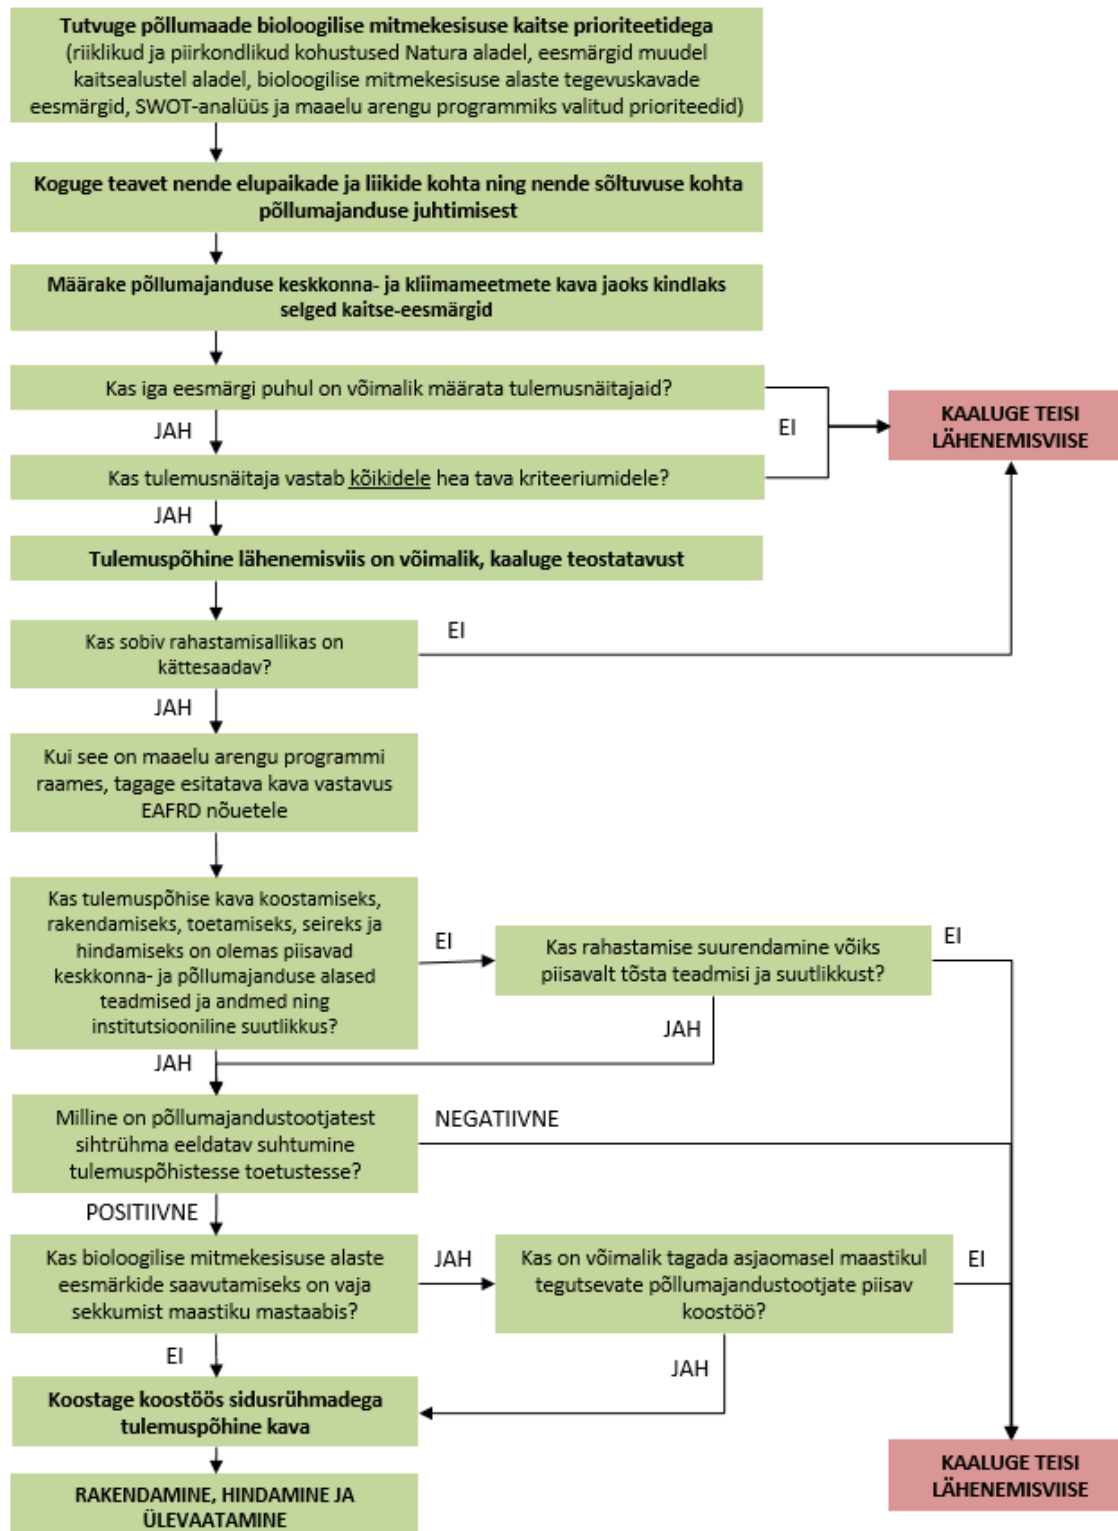 Tutvuge põllumaade bioloogilise mitmekesisuse kaitse prioriteetidega
(riiklikud ja piirkondlikud kohustused Natura aladel, eesmärgid muudel
kaitsealustel aladel, bioloogilise mitmekesisuse alaste tegevuskavade
eesmärgid, SWOT-analüüs ja maaelu arengu programmiks valitud prioriteedid)
Koguge teavet nende elupaikade ja liikide kohta ning nende sõltuvuse kohta
põllumajanduse juhtimisest
Määrake põllumajanduse keskkonna- ja kliimameetmete kava jaoks kindlaks
selged kaitse-eesmärgid
Kas iga eesmärgi puhul on võimalik määrata tulemusnäitajaid?
EI
KAALUGE TEISI
LÄHENEMISVIISE
JAH
Kas tulemusnäitaja vastab kõikidele hea tava kriteeriumidele?
JAH
Tulemuspõhine lähenemisviis on võimalik, kaaluge teostatavust
Kas sobiv rahastamisallikas on
kättesaadav?
EI
JAH
Kui see on maaelu arengu programmi
raames, tagage esitatava kava vastavus
EAFRD nõuetele
Kas tulemuspõhise kava koostamiseks,
rakendamiseks, toetamiseks, seireks ja
hindamiseks on olemas piisavad
keskkonna- ja põllumajanduse alased
teadmised ja andmed ning
institutsiooniline suutlikkus?
EI
Kas rahastamise suurendamine võiks
piisavalt tõsta teadmisi ja suutlikkust?
EI
JAH
JAH
Milline on põllumajandustootjatest
sihtrühma eeldatav suhtumine
tulemuspõhistesse toetustesse?
NEGATIIVNE
POSITIIVNE
Kas bioloogilise mitmekesisuse alaste
eesmärkide saavutamiseks on vaja
sekkumist maastiku mastaabis?
JAH
Kas on võimalik tagada asjaomasel maastikul
tegutsevate põllumajandustootjate piisav
koostöö?
EI
EI
JAH
Koostage koostöös sidusrühmadega
tulemuspõhine kava
KAALUGE TEISI
LÄHENEMISVIISE
RAKENDAMINE, HINDAMINE JA
ÜLEVAATAMINE